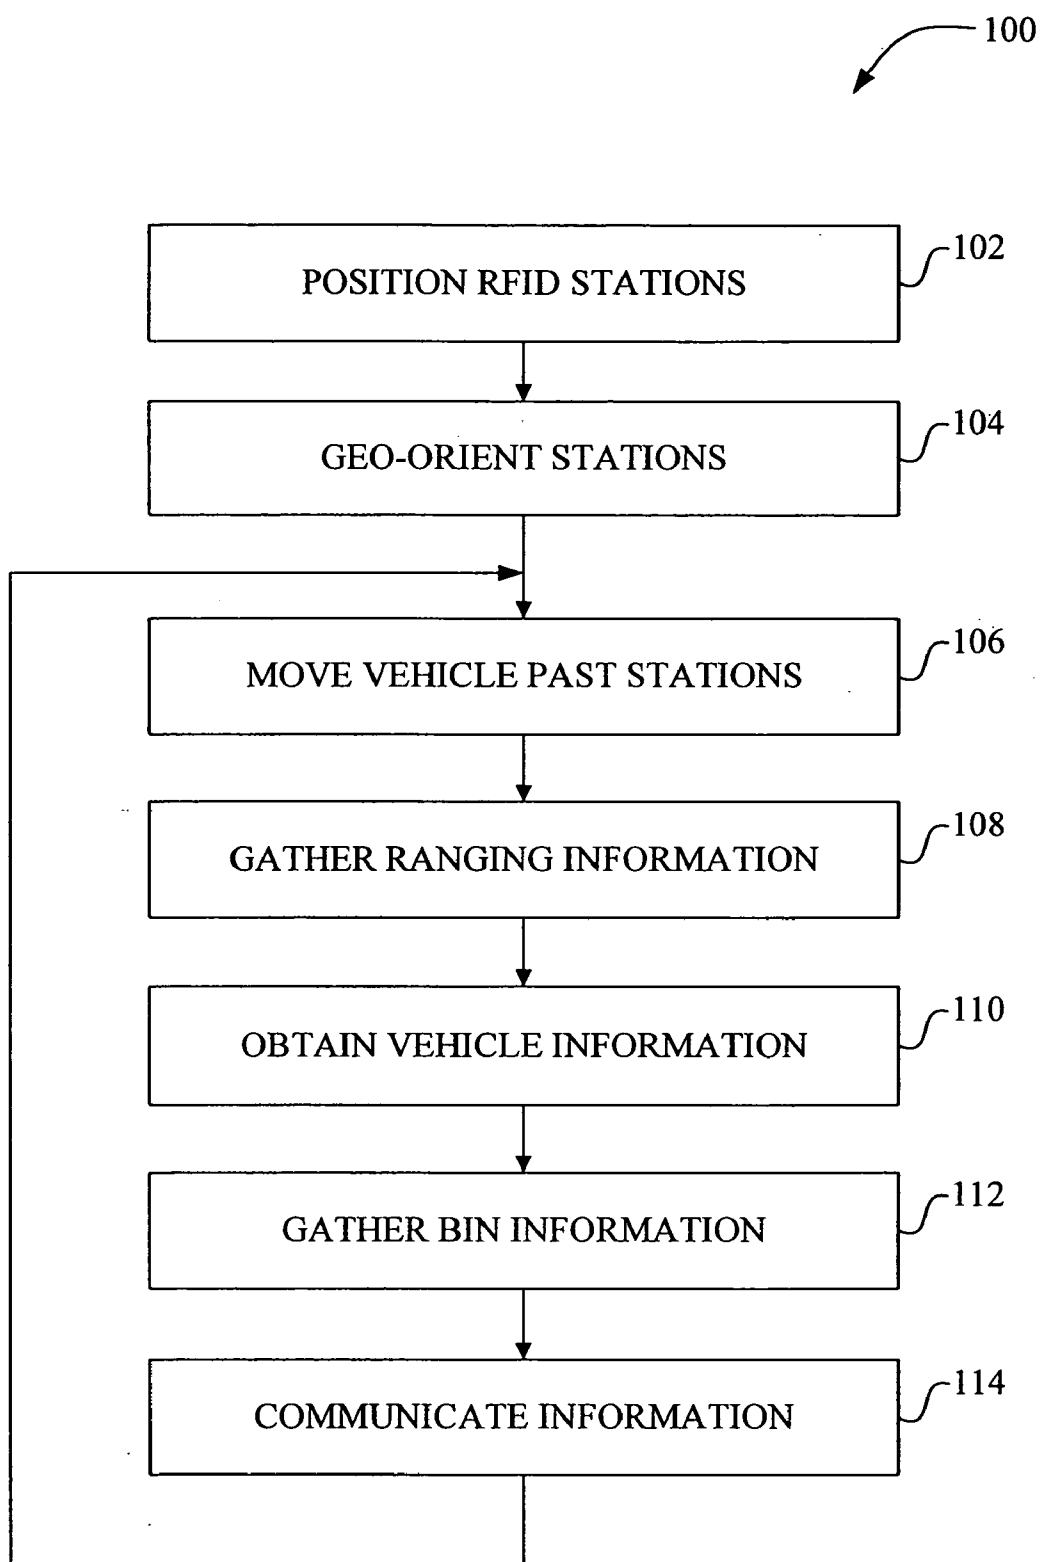 100
POSITION RFID STATIONS
102
GEO-ORIENT STATIONS
104
MOVE VEHICLE PAST STATIONS
106
GATHER RANGING INFORMATION
108
OBTAIN VEHICLE INFORMATION
110
GATHER BIN INFORMATION
112
COMMUNICATE INFORMATION
114